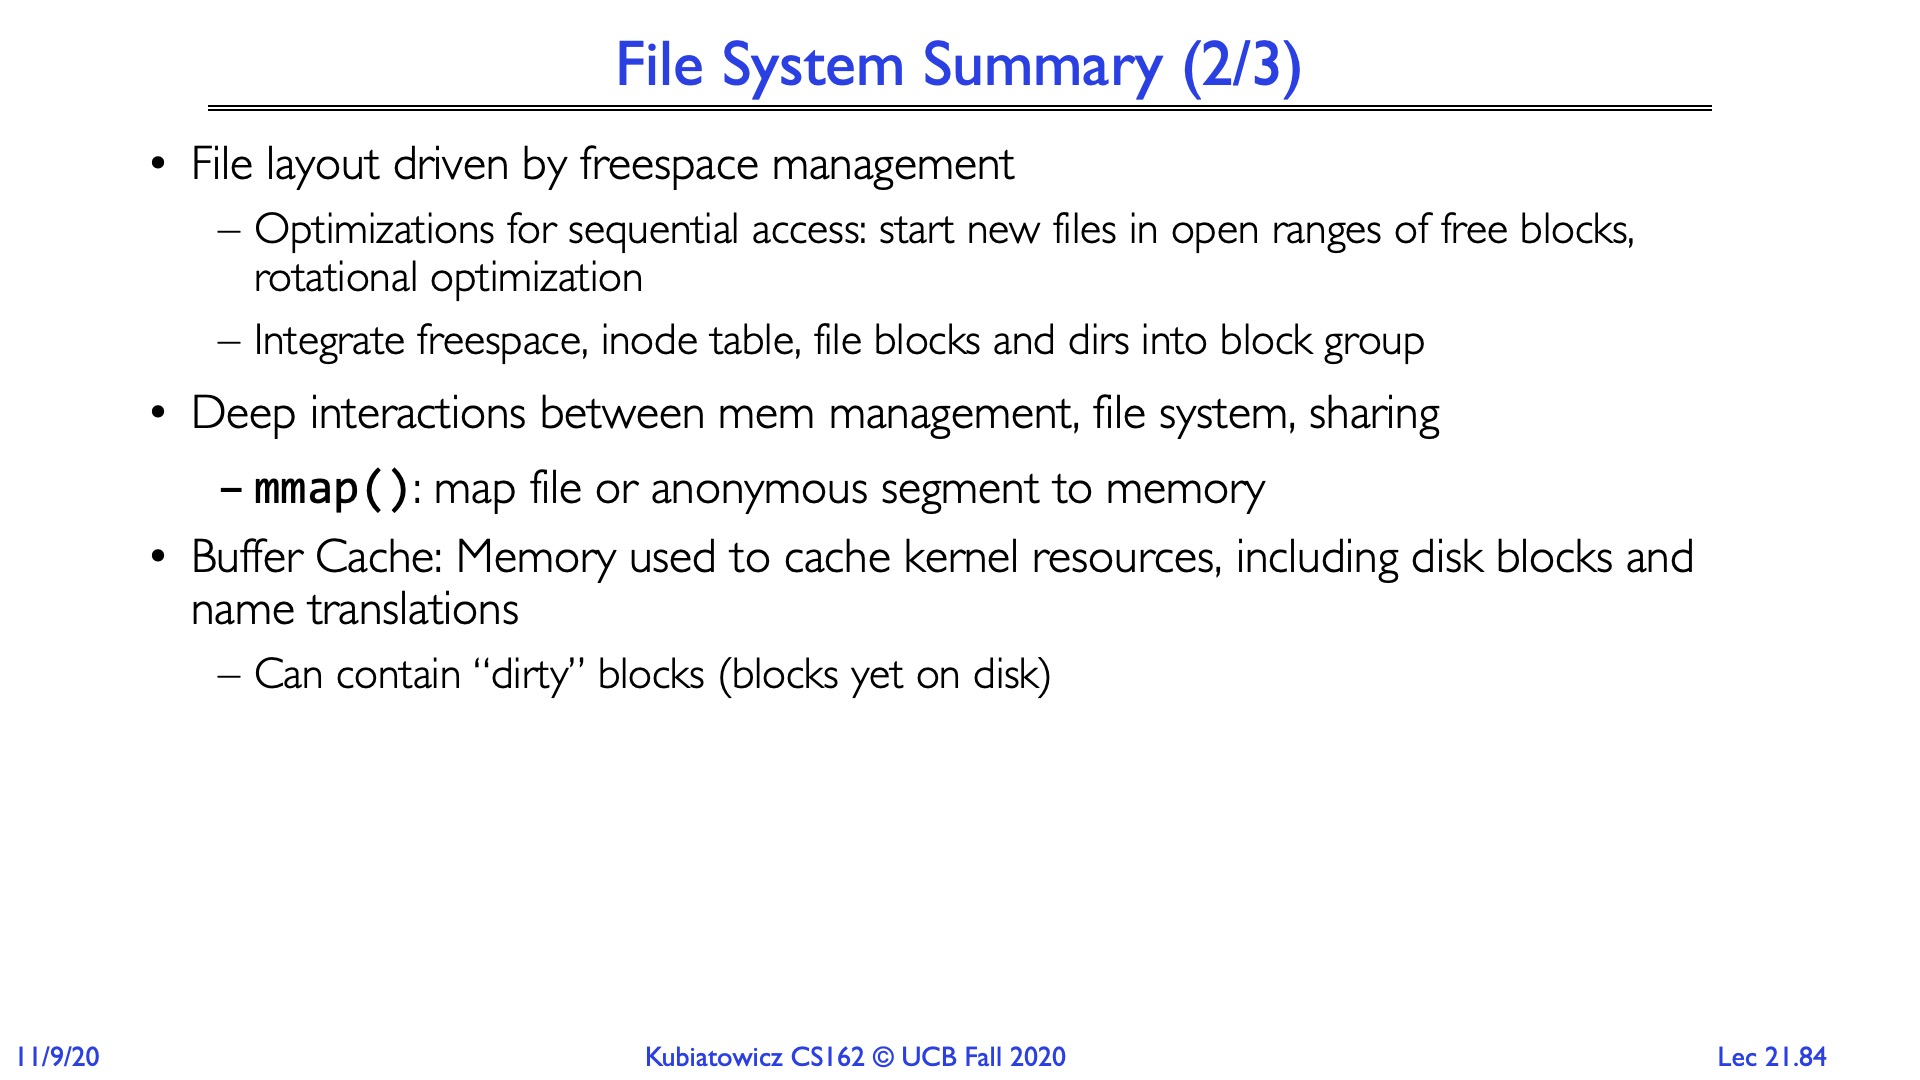 File System Summary (2/3)
• File layout driven by freespace management
– Optimizations for sequential access: start new files in open ranges of free blocks,
rotational optimization
– Integrate freespace, inode table, file blocks and dirs into block group
• Deep interactions between mem management, file system, sharing
– mmap(): map file or anonymous segment to memory
• Buffer Cache: Memory used to cache kernel resources, including disk blocks and
name translations
– Can contain “dirty” blocks (blocks yet on disk)
11/9/20
Kubiatowicz CS162 © UCB Fall 2020
Lec 21.84